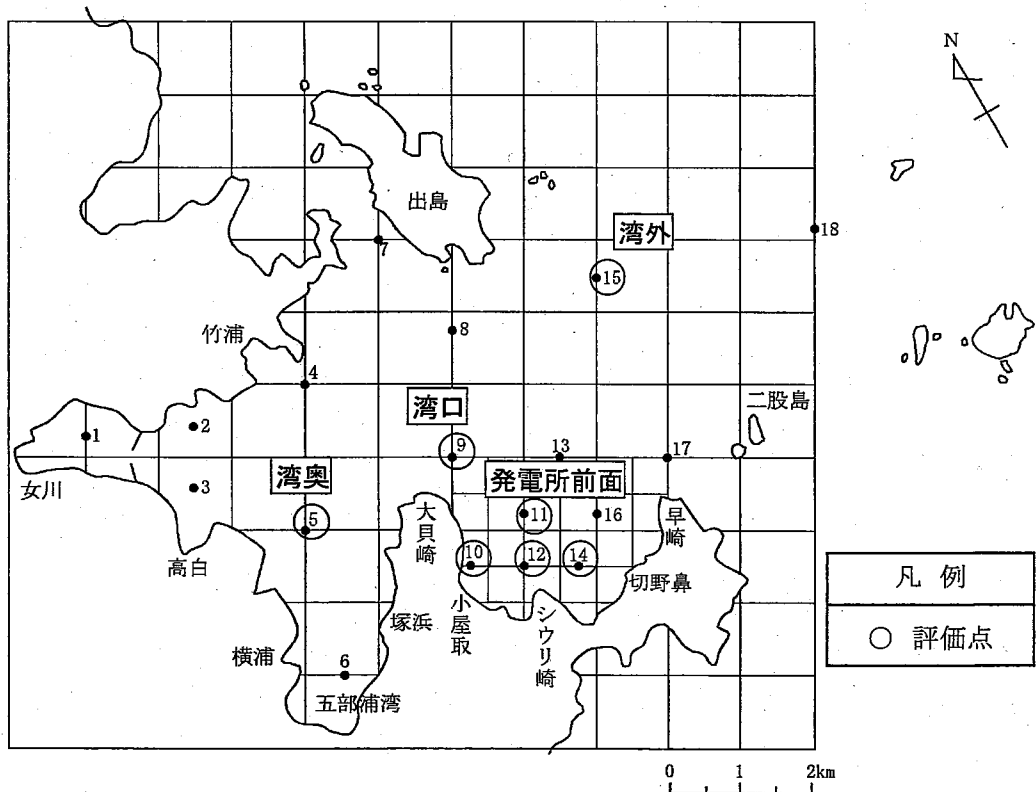 N
出島
湾外
18
7
15
8
竹浦
4
湾口
二股島
1
2
9
13
17
発電所前面
湾奥
女川
3
5
大貝崎
11
16
早崎
10
12
14
高白
切野鼻
凡 例
○ 評価点
小屋取
シウリ崎
塚浜
横浦
6
五部浦湾
0 1 2km